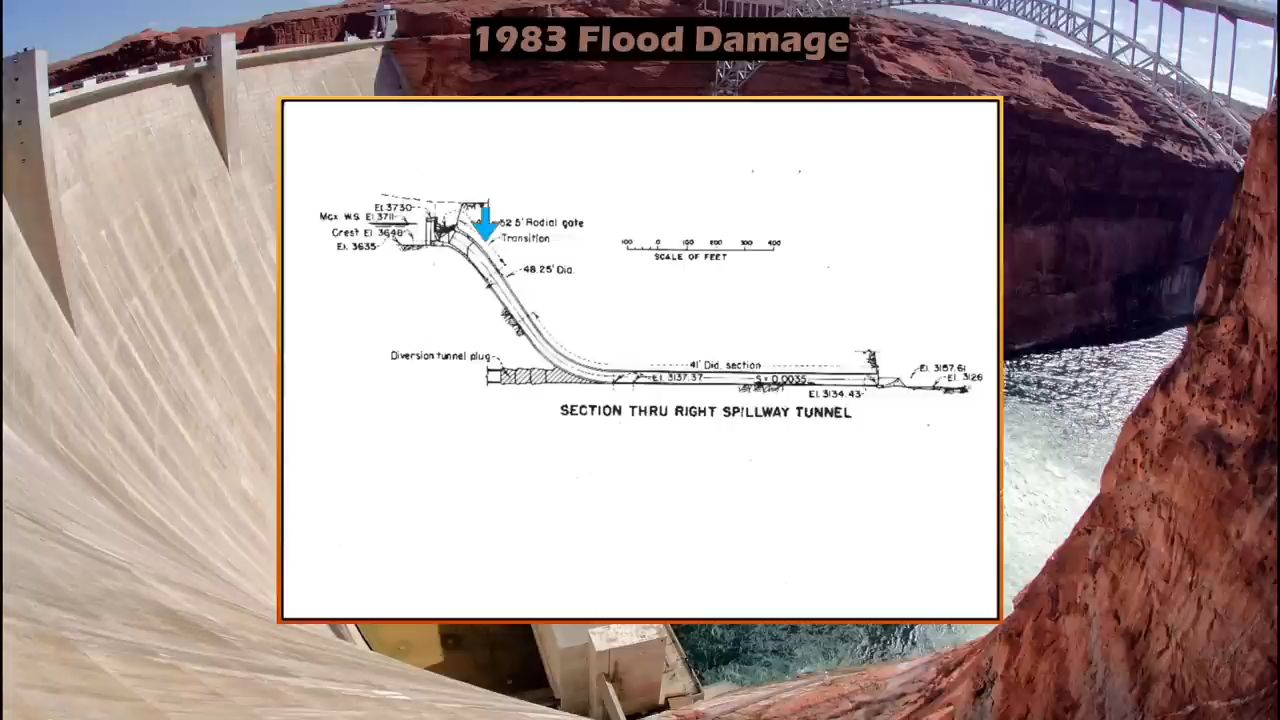 1983 Flood Damage
El. 3730
Max. W.S. El. 3711
Crest El. 3648
El. 3635
52.5' Radial gate
Transition
48.25' Dia.
100 0 100 200 300 400
SCALE OF FEET
Diversion tunnel plug
41' Dia. section
El. 3137.37
S = 0.0035
El. 3134.43
El. 3157.61
El. 3126
SECTION THRU RIGHT SPILLWAY TUNNEL